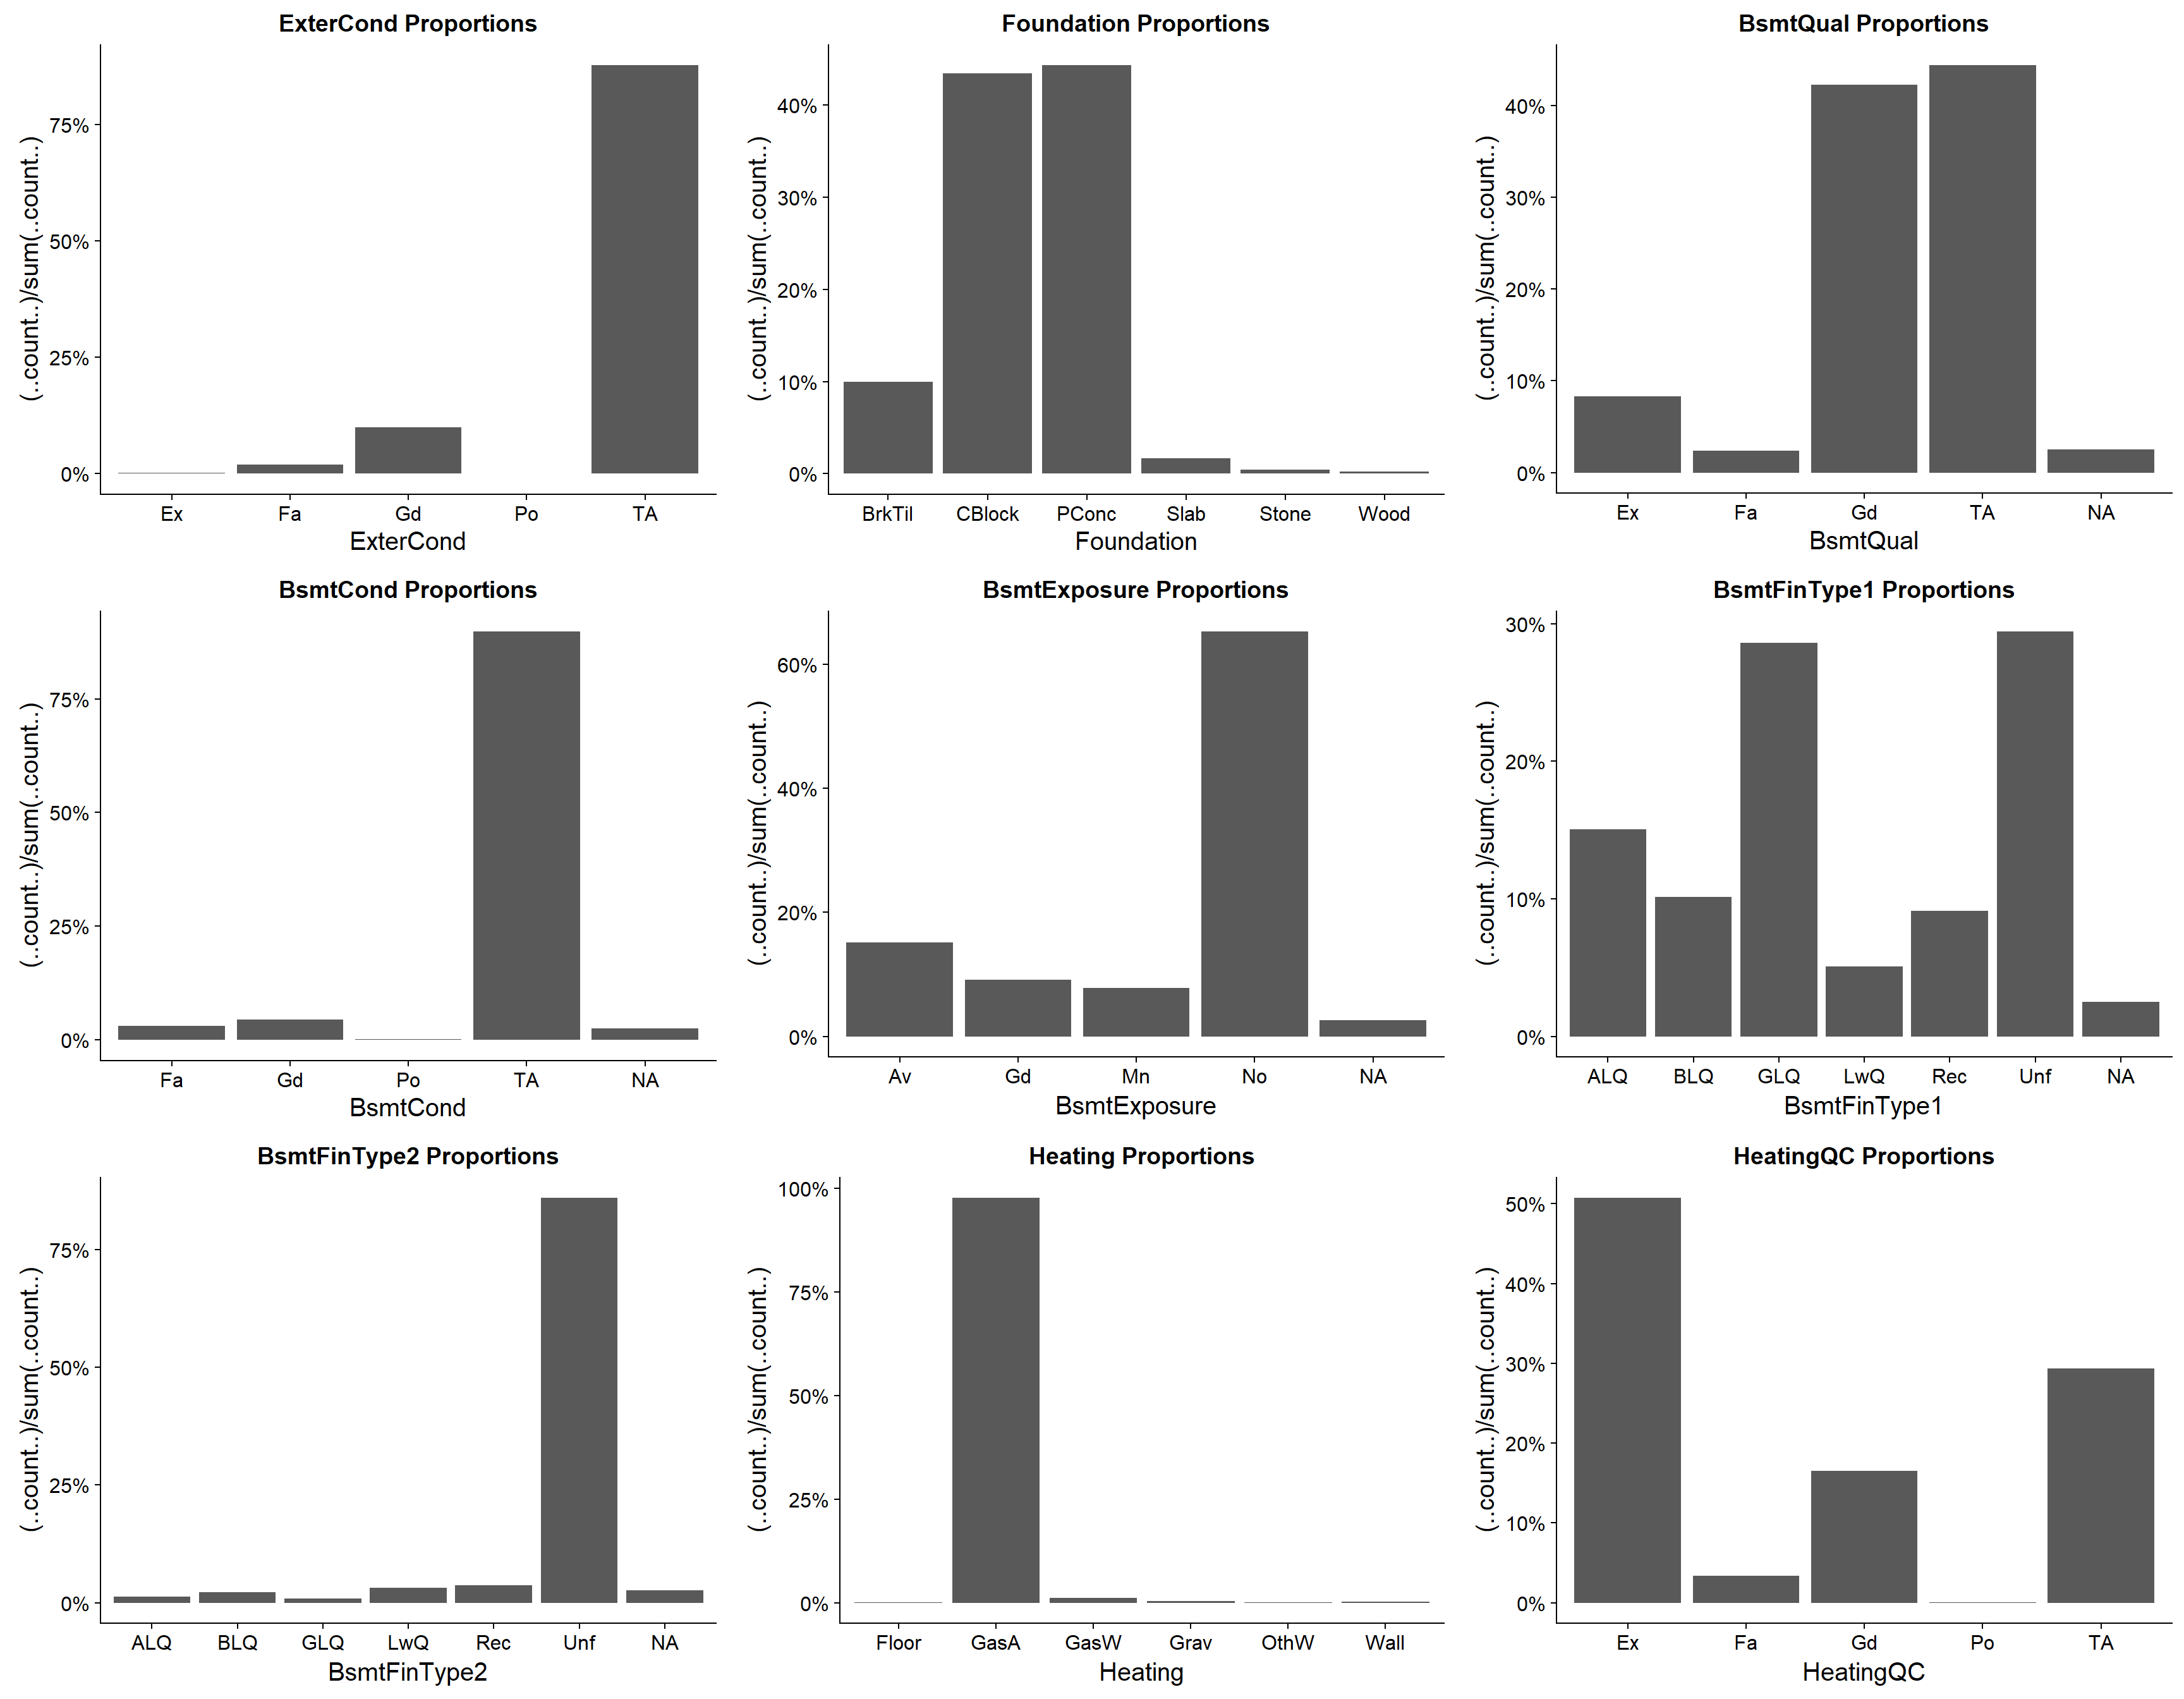 ExterCond Proportions
(..count..)/sum(..count..)
75%
50%
25%
0%
Ex Fa Gd Po TA
ExterCond
Foundation Proportions
(..count..)/sum(..count..)
40%
30%
20%
10%
0%
BrkTil CBlock PConc Slab Stone Wood
Foundation
BsmtQual Proportions
(..count..)/sum(..count..)
40%
30%
20%
10%
0%
Ex Fa Gd TA NA
BsmtQual
BsmtCond Proportions
(..count..)/sum(..count..)
75%
50%
25%
0%
Fa Gd Po TA NA
BsmtCond
BsmtExposure Proportions
(..count..)/sum(..count..)
60%
40%
20%
0%
Av Gd Mn No NA
BsmtExposure
BsmtFinType1 Proportions
(..count..)/sum(..count..)
30%
20%
10%
0%
ALQ BLQ GLQ LwQ Rec Unf NA
BsmtFinType1
BsmtFinType2 Proportions
(..count..)/sum(..count..)
75%
50%
25%
0%
ALQ BLQ GLQ LwQ Rec Unf NA
BsmtFinType2
Heating Proportions
(..count..)/sum(..count..)
100%
75%
50%
25%
0%
Floor GasA GasW Grav OthW Wall
Heating
HeatingQC Proportions
(..count..)/sum(..count..)
50%
40%
30%
20%
10%
0%
Ex Fa Gd Po TA
HeatingQC